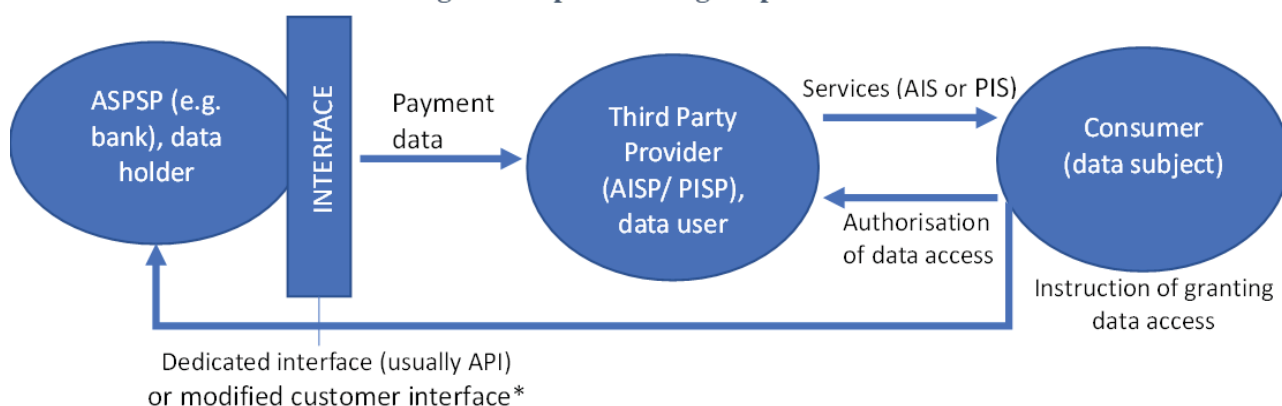 ASPSP (e.g.
bank), data
holder
INTERFACE
Payment
data
Third Party
Provider
(AISP/ PISP),
data user
Services (AIS or PIS)
Authorisation
of data access
Consumer
(data subject)
Instruction of granting
data access
Dedicated interface (usually API)
or modified customer interface*